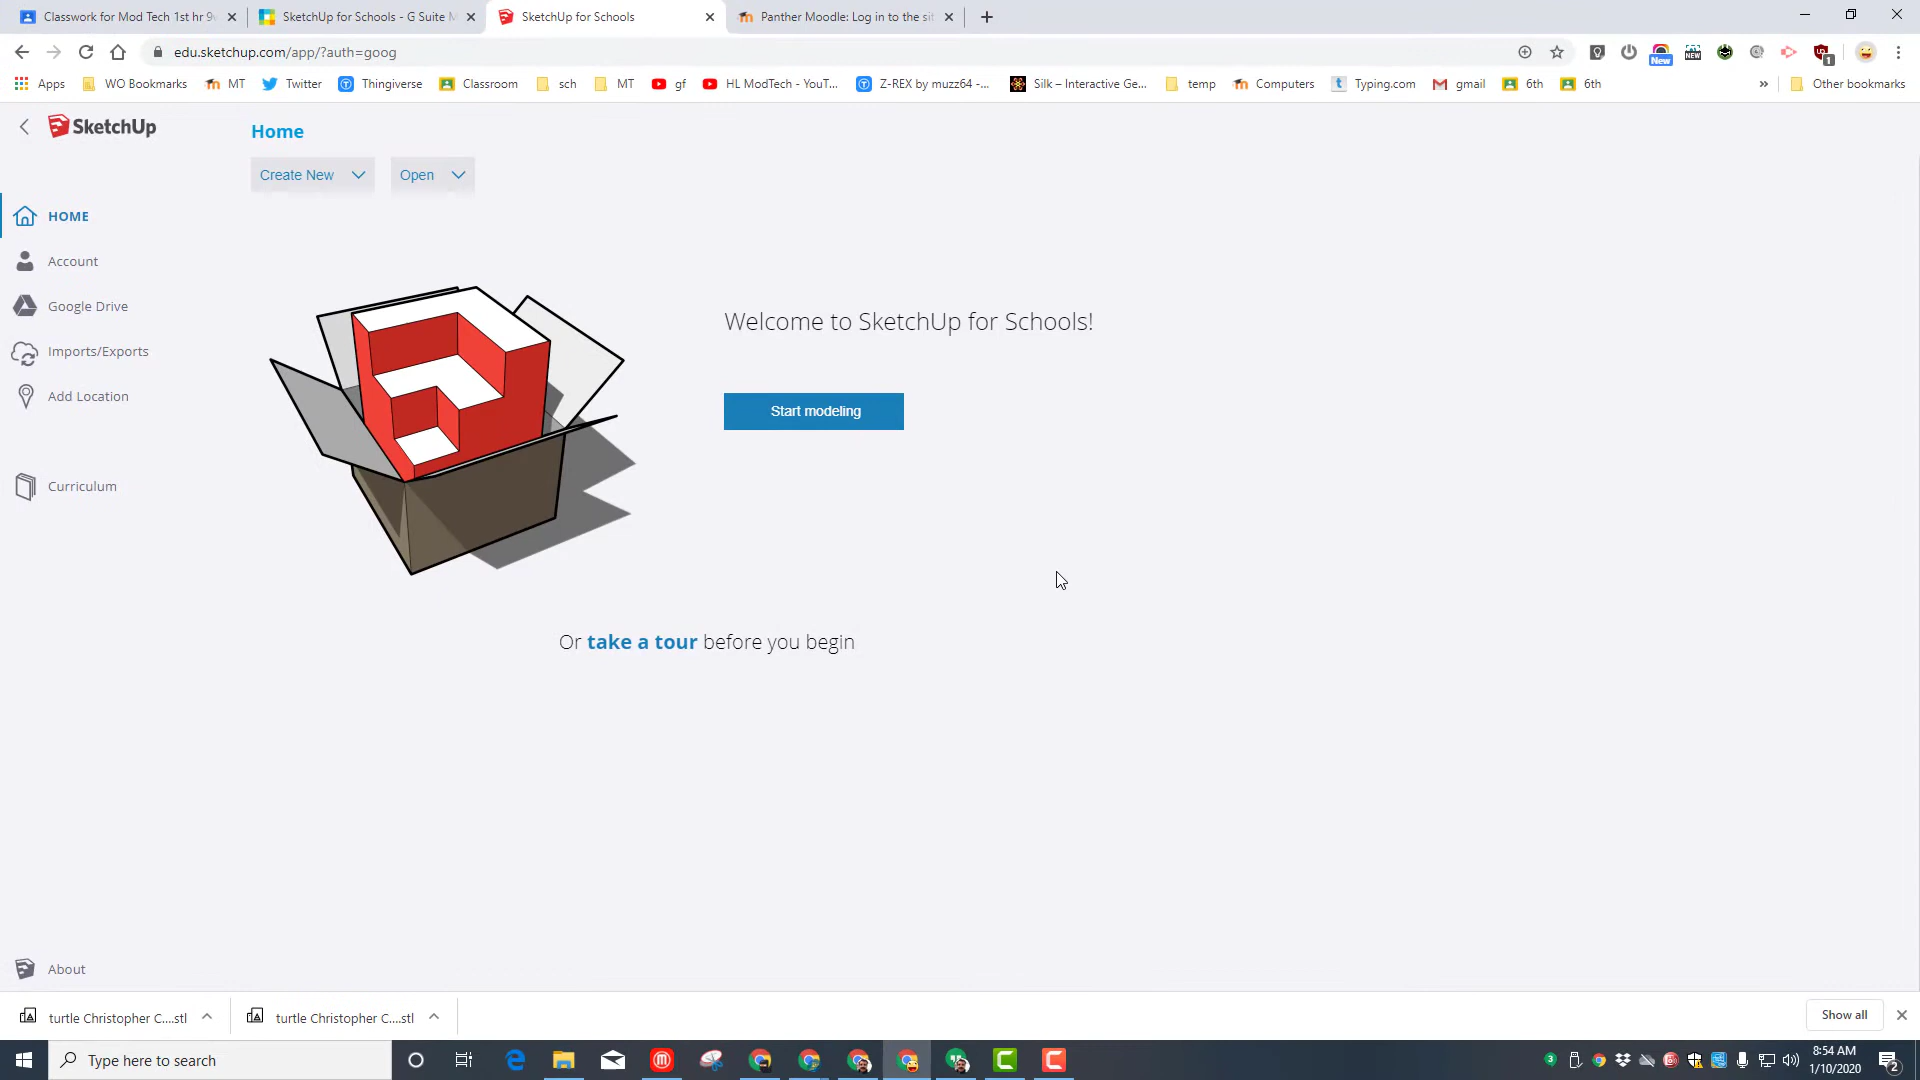 Classwork for Mod Tech 1st hr 9w
SketchUp for Schools - G Suite M
SketchUp for Schools
Panther Moodle: Log in to the sit
edu.sketchup.com/app/?auth=goog
New
NEW
1
Apps
WO Bookmarks
MT
Twitter
Thingiverse
Classroom
sch
MT
gf
HL ModTech - YouT...
Z-REX by muzz64 -...
Silk – Interactive Ge...
temp
Computers
Typing.com
gmail
6th
6th
»
Other bookmarks
SketchUp
Home
Create New
Open
HOME
Account
Google Drive
Imports/Exports
Add Location
Curriculum
Welcome to SketchUp for Schools!
Start modeling
Or take a tour before you begin
About
turtle Christopher C....stl
turtle Christopher C....stl
Show all
Type here to search
8:54 AM
1/10/2020
2